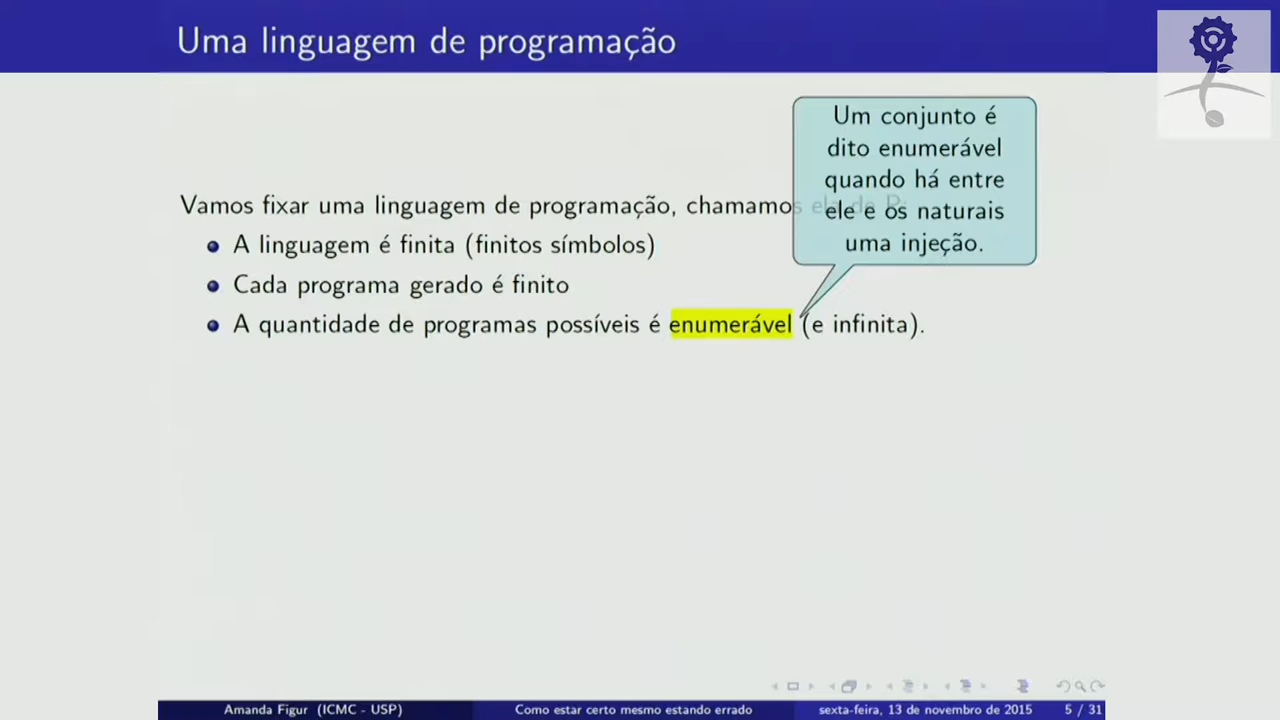 Uma linguagem de programação
Um conjunto é
dito enumerável
quando há entre
ele e os naturais
uma injeção.
Vamos fixar uma linguagem de programação, chamamos ela de P:
A linguagem é finita (finitos símbolos)
Cada programa gerado é finito
A quantidade de programas possíveis é enumerável (e infinita).
Amanda Figur (ICMC - USP)
Como estar certo mesmo estando errado
sexta-feira, 13 de novembro de 2015
5 / 31